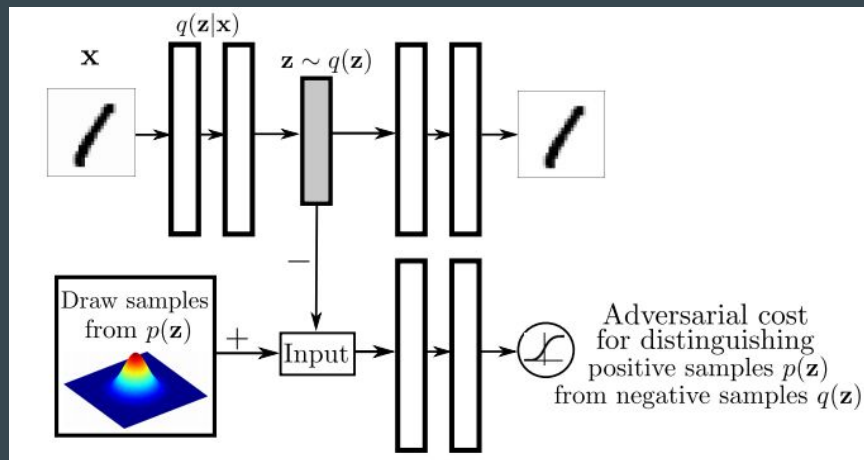 q(z|x)
x
z ∼ q(z)
−
Draw samples
from p(z)
+
Input
Adversarial cost
for distinguishing
positive samples p(z)
from negative samples q(z)